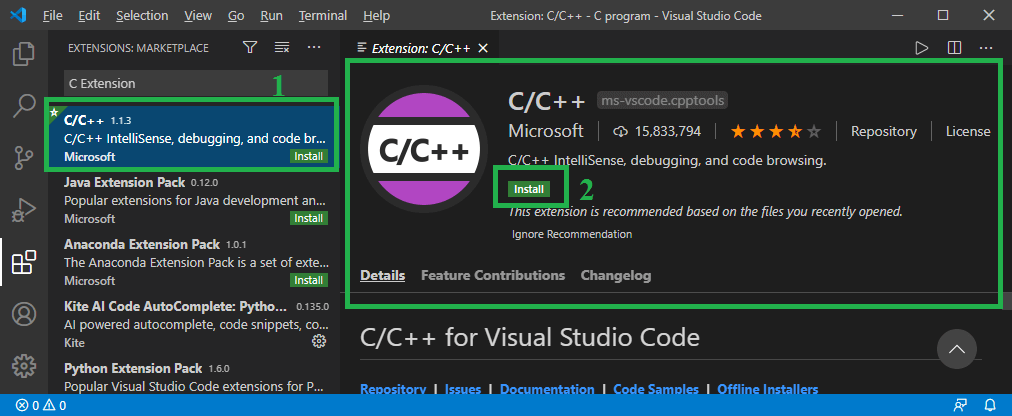 File Edit Selection View Go Run Terminal Help Extension: C/C++ - C program - Visual Studio Code
EXTENSIONS: MARKETPLACE
C Extension
1
C/C++ 1.1.3
C/C++ IntelliSense, debugging, and code br...
Microsoft Install
Java Extension Pack 0.12.0
Popular extensions for Java development an...
Microsoft Install
Anaconda Extension Pack 1.0.1
The Anaconda Extension Pack is a set of exte...
Microsoft Install
Kite AI Code AutoComplete: Pytho... 0.135.0
AI powered autocomplete, code snippets, co...
Kite
Python Extension Pack 1.6.0
Popular Visual Studio Code extensions for P...
Extension: C/C++
C/C++
C/C++ ms-vscode.cpptools
Microsoft 15,833,794 Repository License
C/C++ IntelliSense, debugging, and code browsing.
Install 2
This extension is recommended based on the files you recently opened.
Ignore Recommendation
Details Feature Contributions Changelog
C/C++ for Visual Studio Code
Repository | Issues | Documentation | Code Samples | Offline Installers
0 0